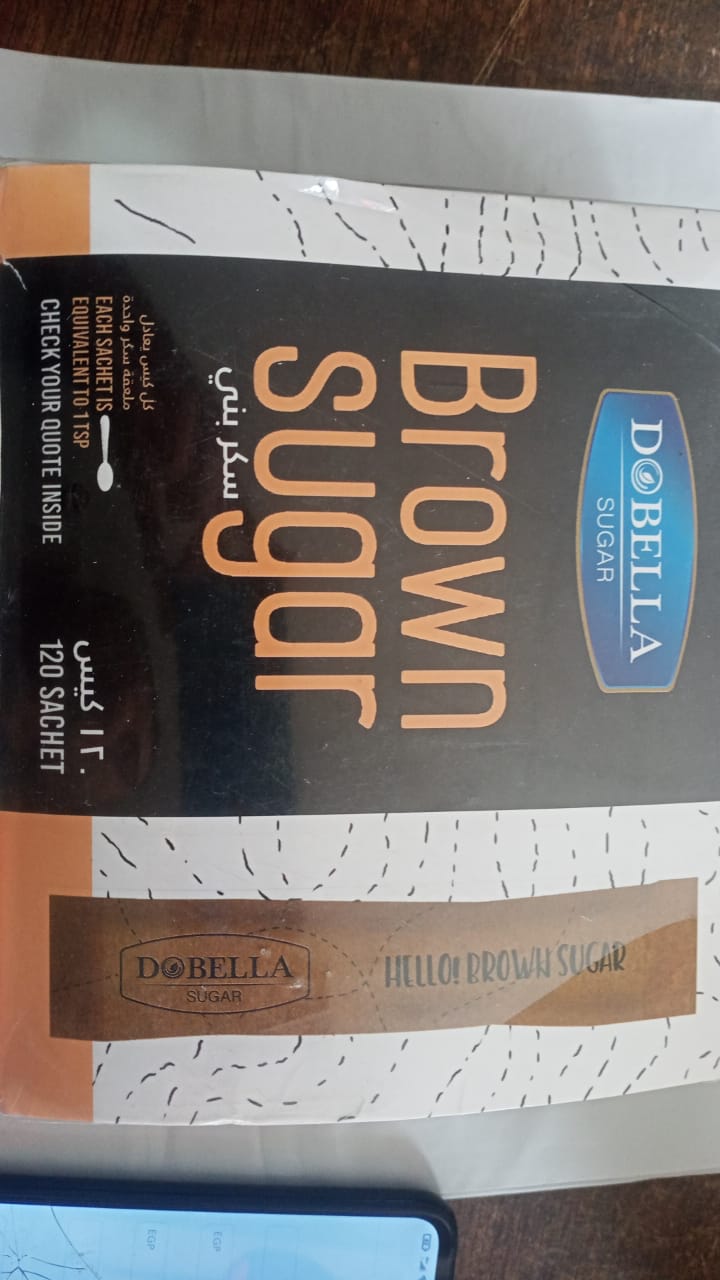 DOBELLA
SUGAR
Brown
sugar
سكر بني
كل كيس يعادل
ملعقة سكر واحدة
EACH SACHET IS
EQUIVALENT TO 1 TSP
CHECK YOUR QUOTE INSIDE
١٢٠ كيس
120 SACHET
HELLO! BROWN SUGAR
DOBELLA
SUGAR
EGP
EGP